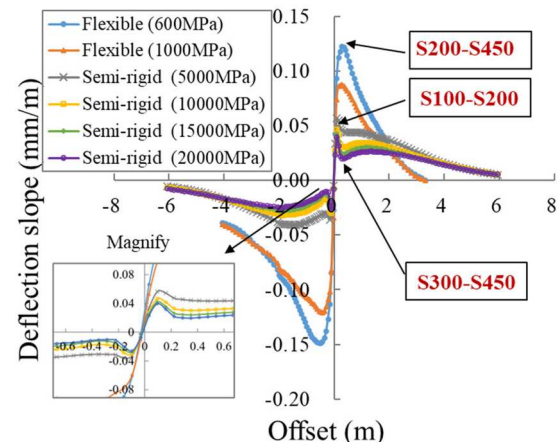 Flexible (600MPa)
Flexible (1000MPa)
Semi-rigid (5000MPa)
Semi-rigid (10000MPa)
Semi-rigid (15000MPa)
Semi-rigid (20000MPa)
0.15
0.10
0.05
0.00
-0.05
-0.10
-0.15
-0.20
S200-S450
S100-S200
S300-S450
-8 -6 -4 -2 0 2 4 6 8
Magnify
0.08
0.04
0
-0.04
-0.08
-0.6 -0.4 -0.2 0 0.2 0.4 0.6
Deflection slope (mm/m)
Offset (m)